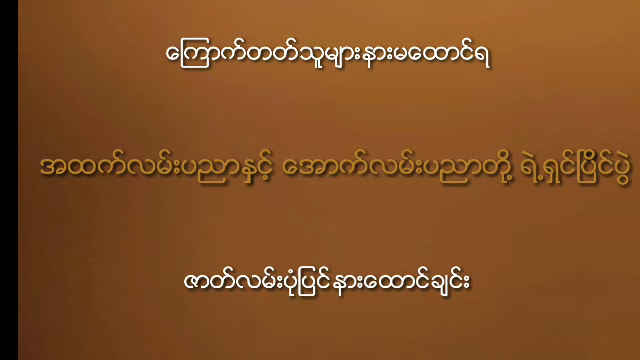 ကြောက်တတ်သူများနားမထောင်ရ
အထက်လမ်းပညာနှင့် အောက်လမ်းပညာတို့ ရဲ့ရှင်ပြိုင်ပွဲ
ဇာတ်လမ်းပုံပြင်နားထောင်ချင်း